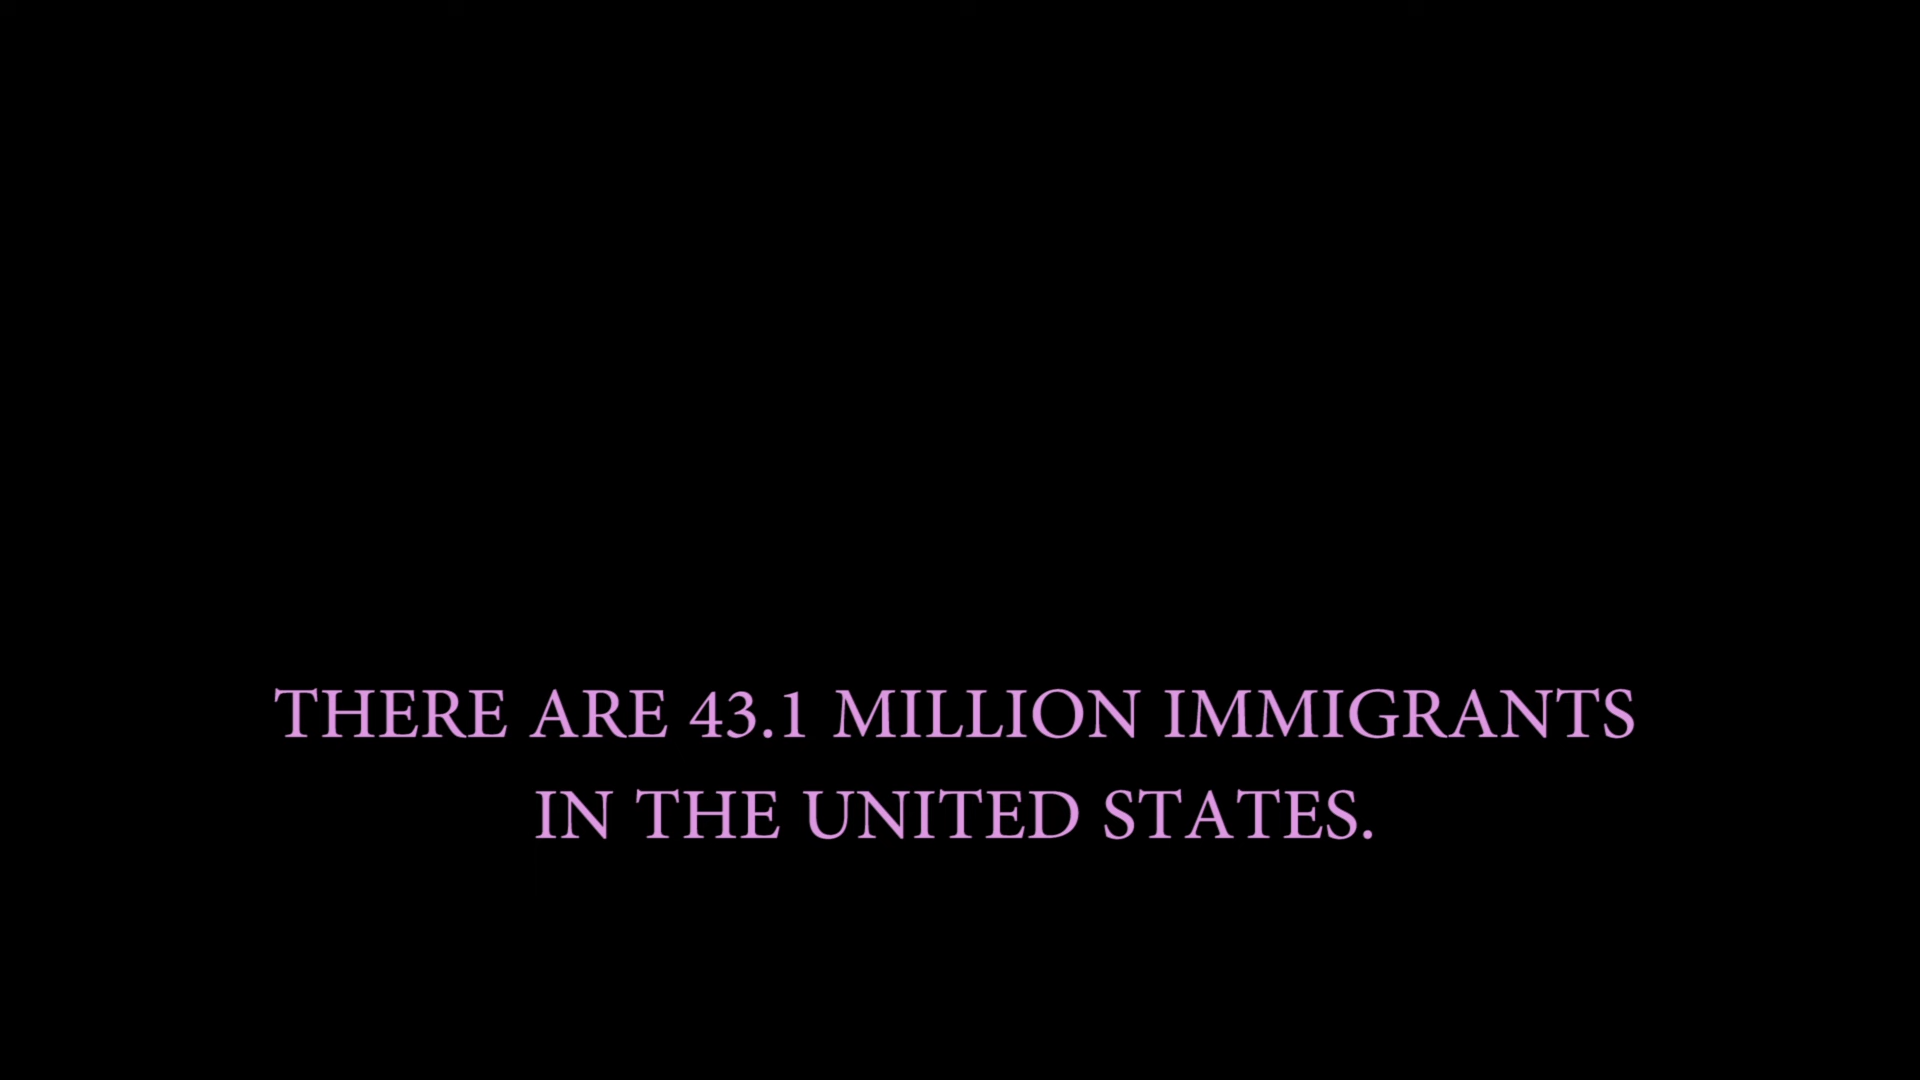 THERE ARE 43.1 MILLION IMMIGRANTS
IN THE UNITED STATES.